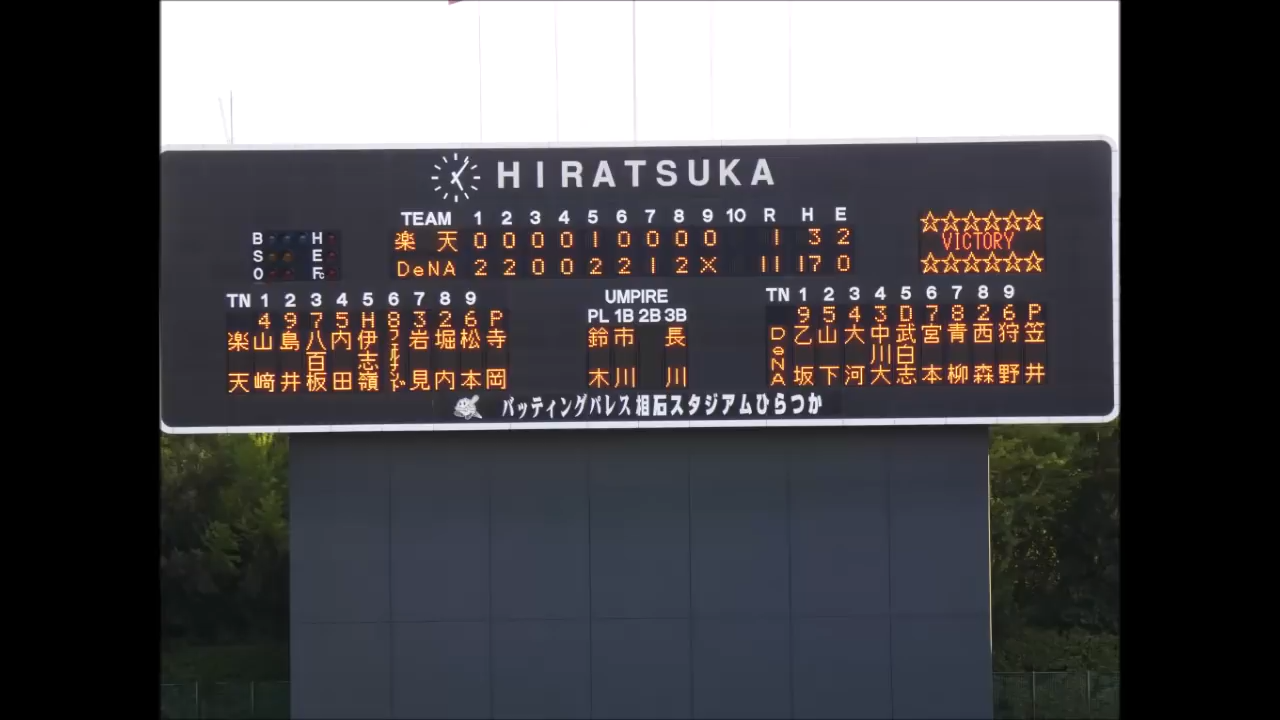 HIRATSUKA
TEAM 1 2 3 4 5 6 7 8 9 10 R H E
楽天 0 0 0 0 1 0 0 0 0 1 3 2
DeNA 2 2 0 0 2 2 1 2 X 11 17 0
B H
S E
O Fc
☆☆☆☆☆☆
VICTORY
☆☆☆☆☆☆
TN 1 2 3 4 5 6 7 8 9
4 9 7 5 H 8 3 2 6 P
楽天 山﨑 島井 八百板 内田 伊志嶺 フェルナンド 岩見 堀内 松本 寺岡
UMPIRE
PL 1B 2B 3B
鈴木 市川 長川
TN 1 2 3 4 5 6 7 8 9
9 5 4 3 D 7 8 2 6 P
DeNA 乙坂 山下 大河 中川大 武白志 宮本 青柳 西森 狩野 笠井
バッティングパレス相石スタジアムひらつか